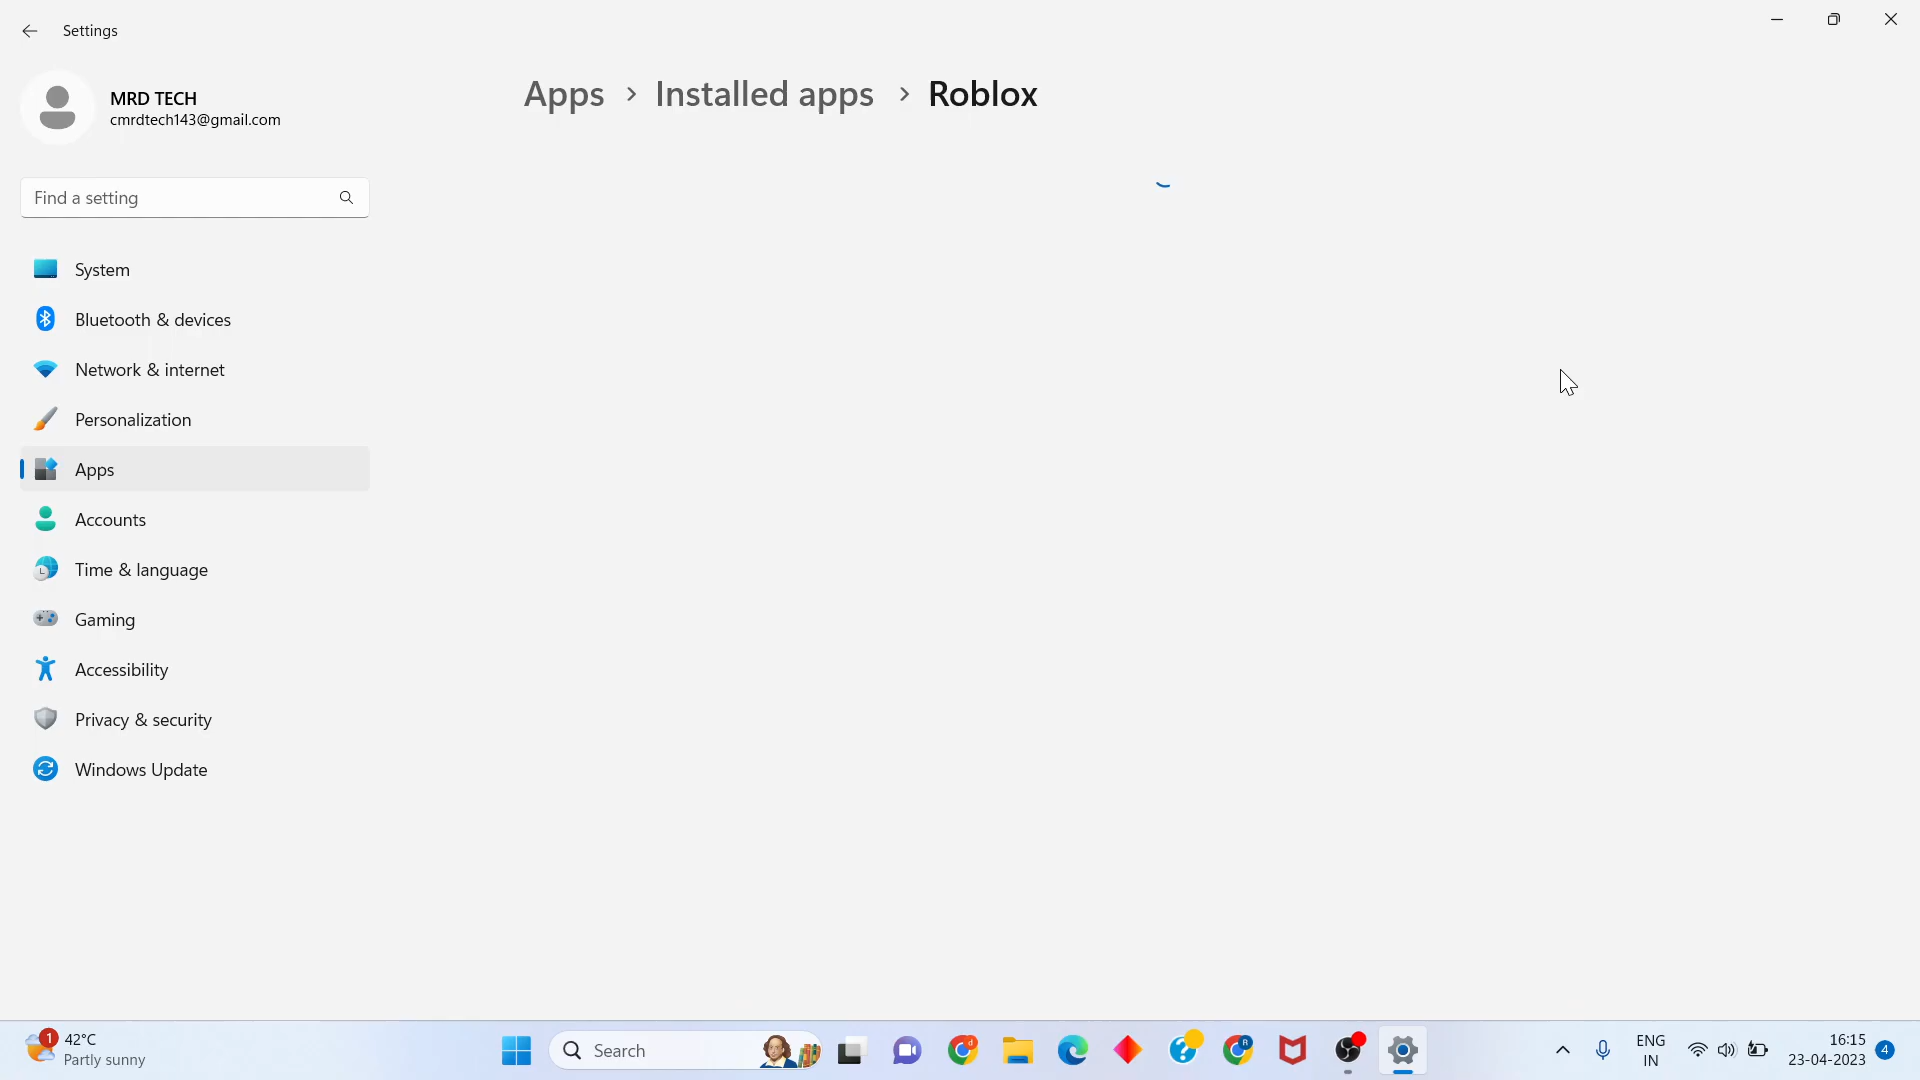 Settings
MRD TECH
cmrdtech143@gmail.com
Apps > Installed apps > Roblox
Find a setting
System
Bluetooth & devices
Network & internet
Personalization
Apps
Accounts
Time & language
Gaming
Accessibility
Privacy & security
Windows Update
1
42°C
Partly sunny
Search
d
R
ENG
IN
16:15
23-04-2023
4